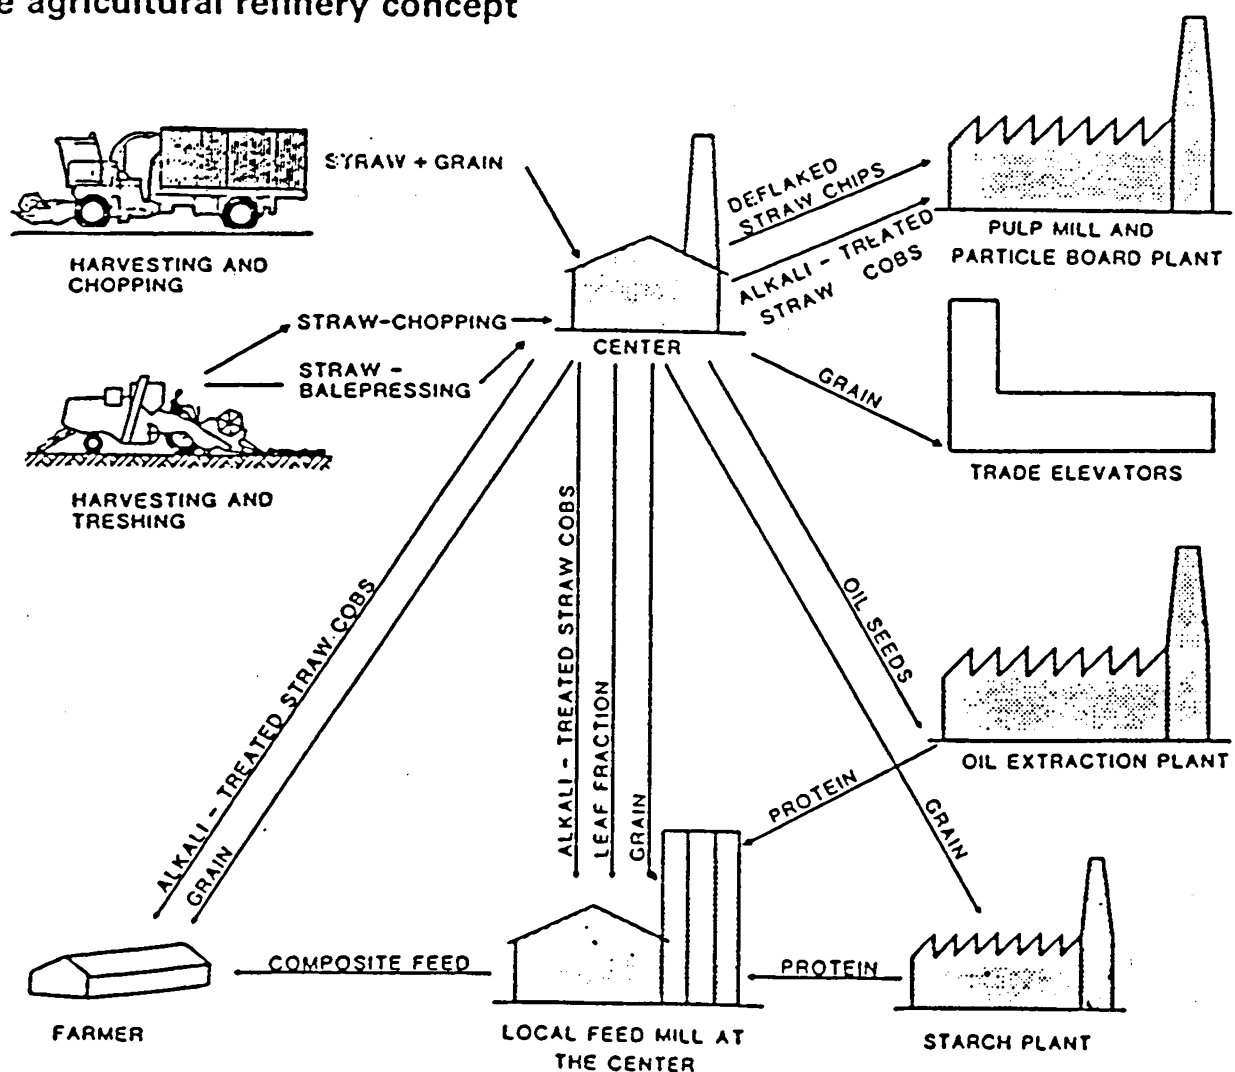 e agricultural refinery concept
STRAW + GRAIN
HARVESTING AND
CHOPPING
DEFLAKED
STRAW CHIPS
ALKALI - TREATED
STRAW COBS
PULP MILL AND
PARTICLE BOARD PLANT
STRAW-CHOPPING
STRAW -
BALEPRESSING
CENTER
GRAIN
TRADE ELEVATORS
HARVESTING AND
TRESHING
ALKALI - TREATED STRAW COBS
GRAIN
ALKALI - TREATED STRAW COBS
LEAF FRACTION
GRAIN
OIL SEEDS
GRAIN
OIL EXTRACTION PLANT
PROTEIN
COMPOSITE FEED
PROTEIN
FARMER
LOCAL FEED MILL AT
THE CENTER
STARCH PLANT